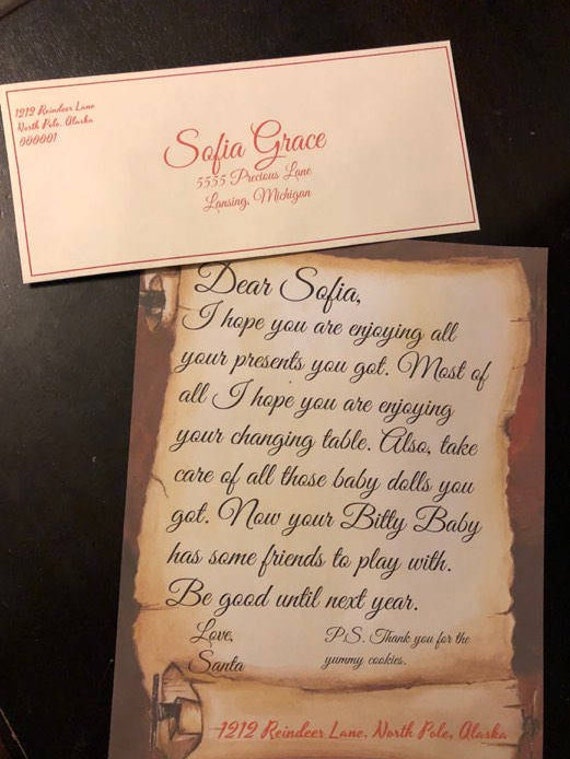 1212 Reindeer Lane
North Pole, Alaska
000001
Sofia Grace
5555 Precious Lane
Lansing, Michigan
Dear Sofia,
I hope you are enjoying all
your presents you got. Most of
all I hope you are enjoying
your changing table. Also, take
care of all those baby dolls you
got. Now your Bitty Baby
has some friends to play with.
Be good until next year.
Love,
Santa
P.S. Thank you for the
yummy cookies.
1212 Reindeer Lane, North Pole, Alaska